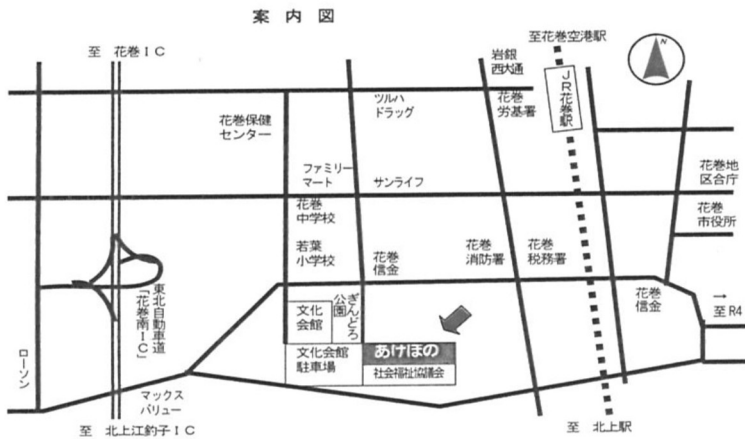 案内図
至 花巻IC
至花巻空港駅
N
岩銀
西大通
JR花巻駅
花巻保健
センター
ツルハ
ドラッグ
花巻
労基署
ファミリー
マート
サンライフ
花巻地
区合庁
花巻
中学校
花巻
市役所
若葉
小学校
花巻
信金
花巻
消防署
花巻
税務署
東北自動車道
「花巻南IC」
文化
会館
ぎんどろ
公園
花巻
信金
→
至R4
ローソン
文化会館
駐車場
あけぼの
社会福祉協議会
マックス
バリュー
至 北上江釣子IC
至 北上駅